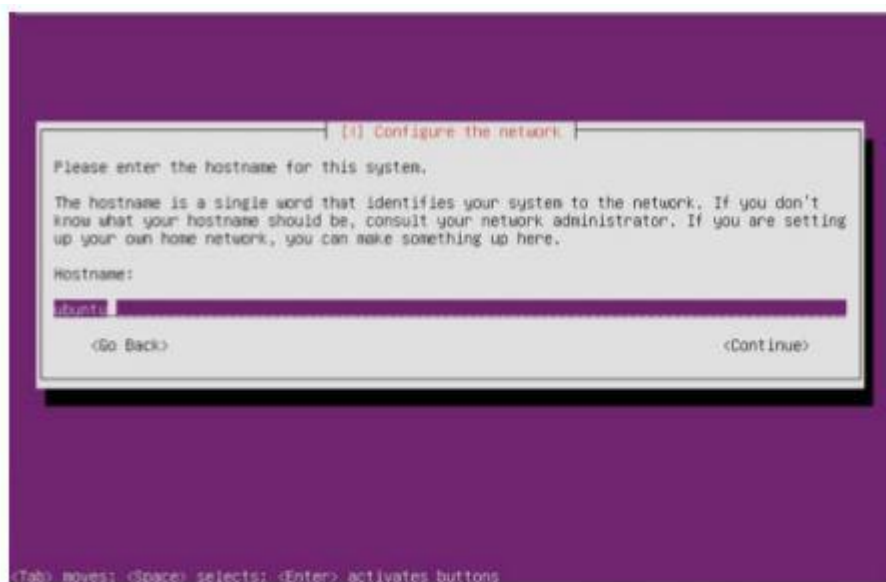 [!] Configure the network
Please enter the hostname for this system.
The hostname is a single word that identifies your system to the network. If you don't
know what your hostname should be, consult your network administrator. If you are setting
up your own home network, you can make something up here.
Hostname:
ubuntu
<Go Back> <Continue>
<Tab> moves; <Space> selects; <Enter> activates buttons